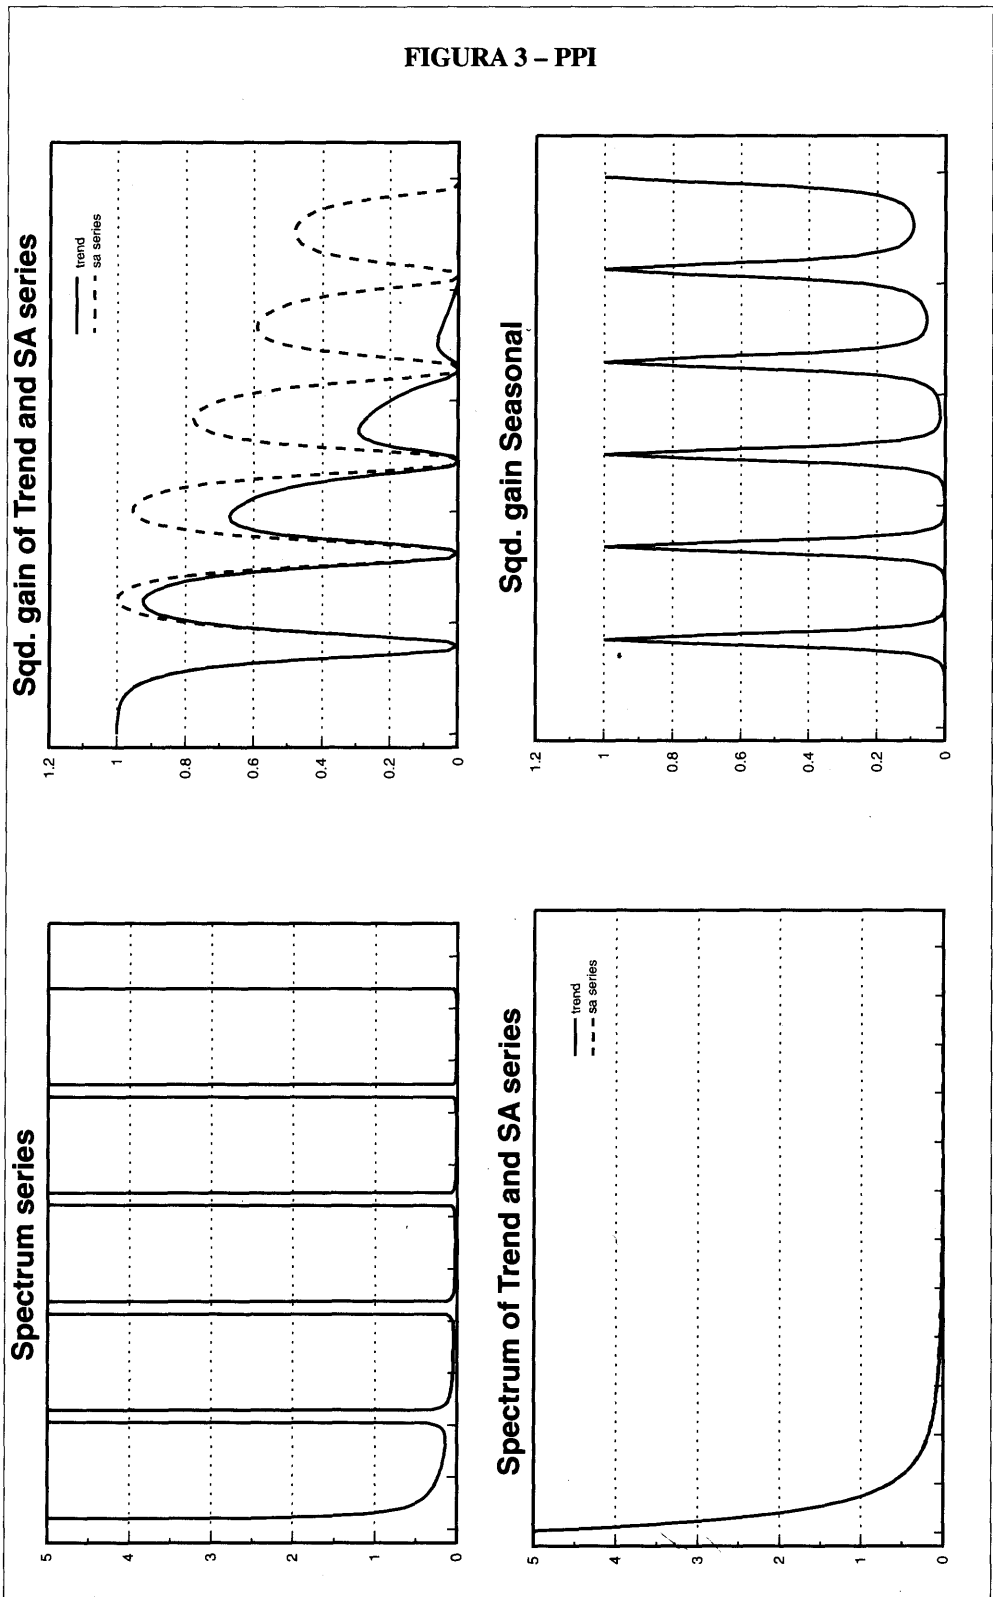 FIGURA 3 – PPI
Spectrum series
5
4
3
2
1
0
Sqd. gain of Trend and SA series
trend
sa series
1.2
1
0.8
0.6
0.4
0.2
0
Spectrum of Trend and SA series
trend
sa series
5
4
3
2
1
0
Sqd. gain Seasonal
1.2
1
0.8
0.6
0.4
0.2
0